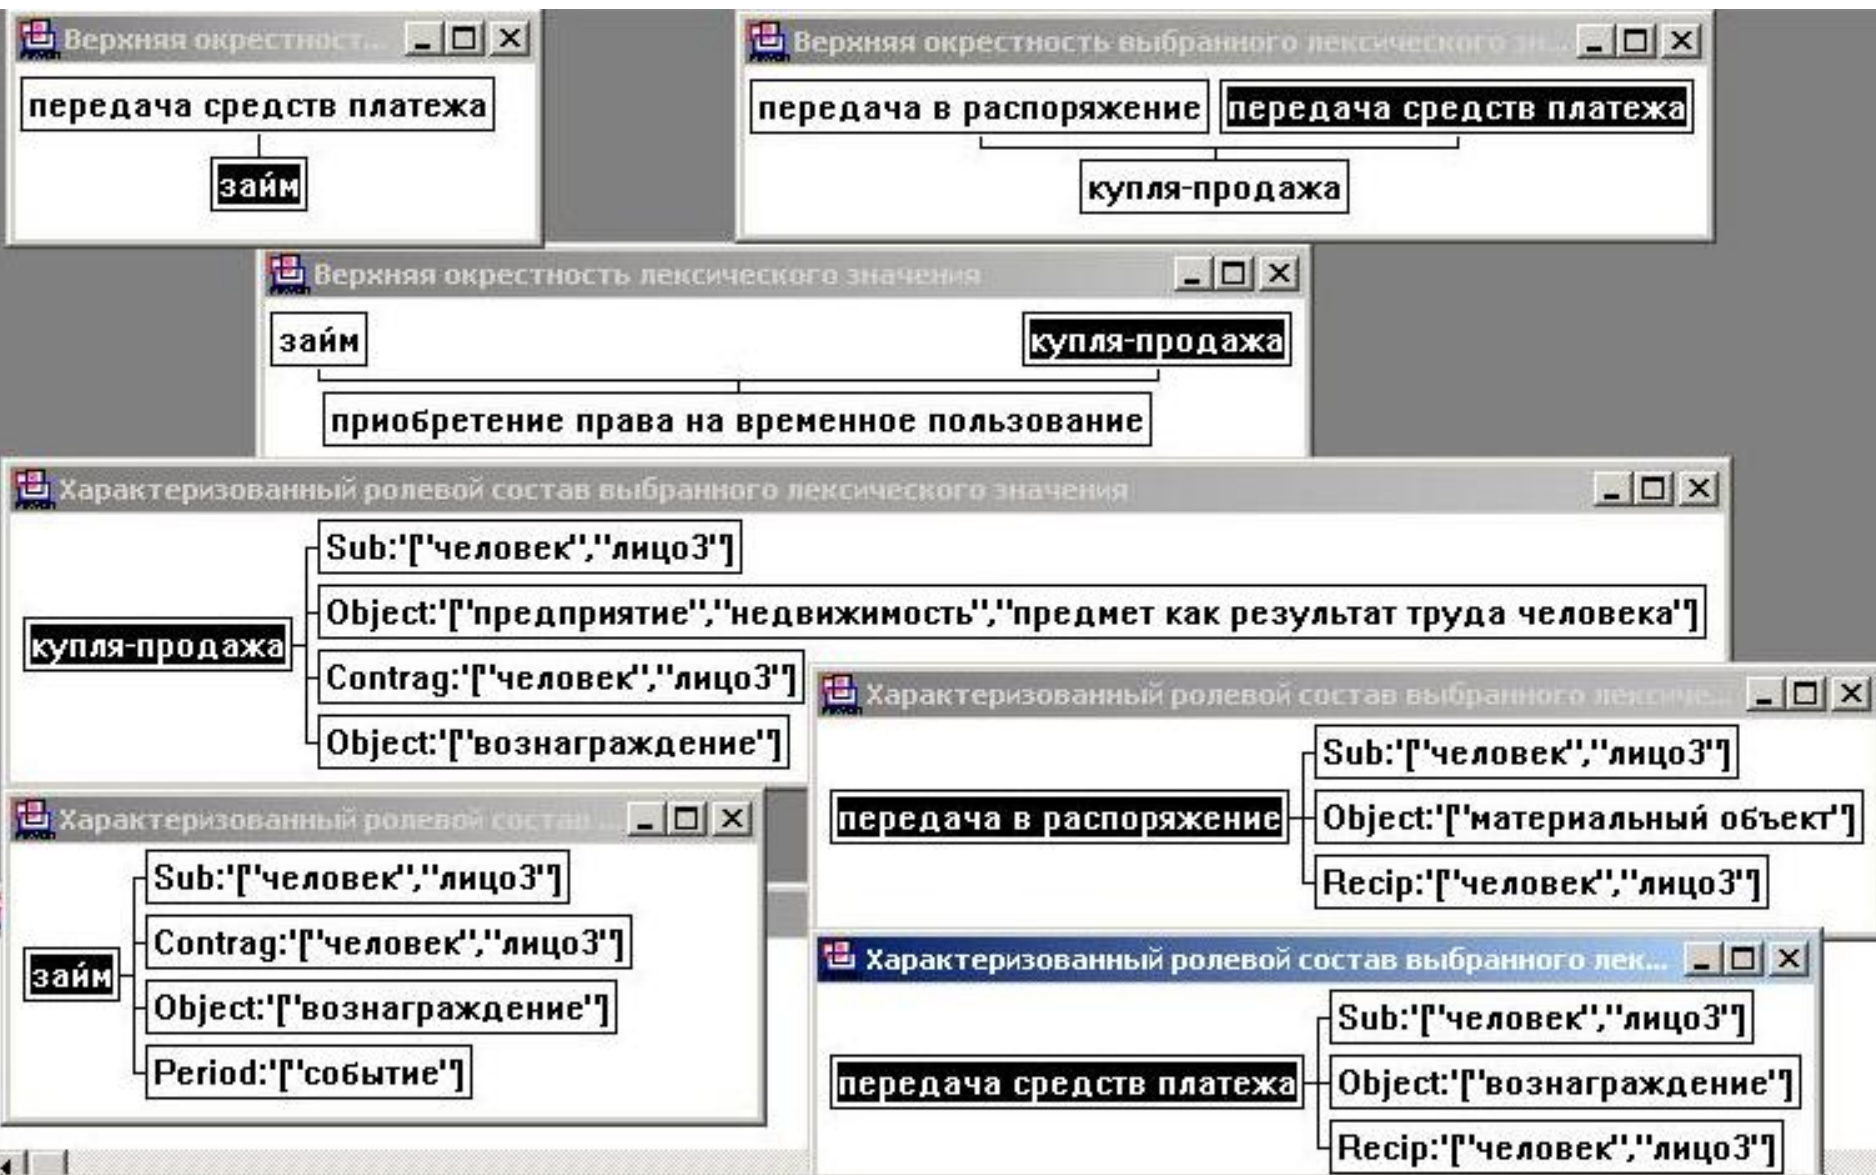 Верхняя окрестност...
передача средств платежа
займ
Верхняя окрестность выбранного лексического зн...
передача в распоряжение передача средств платежа
купля-продажа
Верхняя окрестность лексического значения
займ купля-продажа
приобретение права на временное пользование
Характеризованный ролевой состав выбранного лексического значения
Sub:'["человек","лицо3"]
Object:'["предприятие","недвижимость","предмет как результат труда человека"]
купля-продажа
Contrag:'["человек","лицо3"]
Object:'["вознаграждение"]
Характеризованный ролевой состав выбранного лексиче...
Sub:'["человек","лицо3"]
передача в распоряжение
Object:'["материальный объект"]
Recip:'["человек","лицо3"]
Характеризованный ролевой состав ...
Sub:'["человек","лицо3"]
Contrag:'["человек","лицо3"]
займ
Object:'["вознаграждение"]
Period:'["событие"]
Характеризованный ролевой состав выбранного лек...
Sub:'["человек","лицо3"]
передача средств платежа
Object:'["вознаграждение"]
Recip:'["человек","лицо3"]